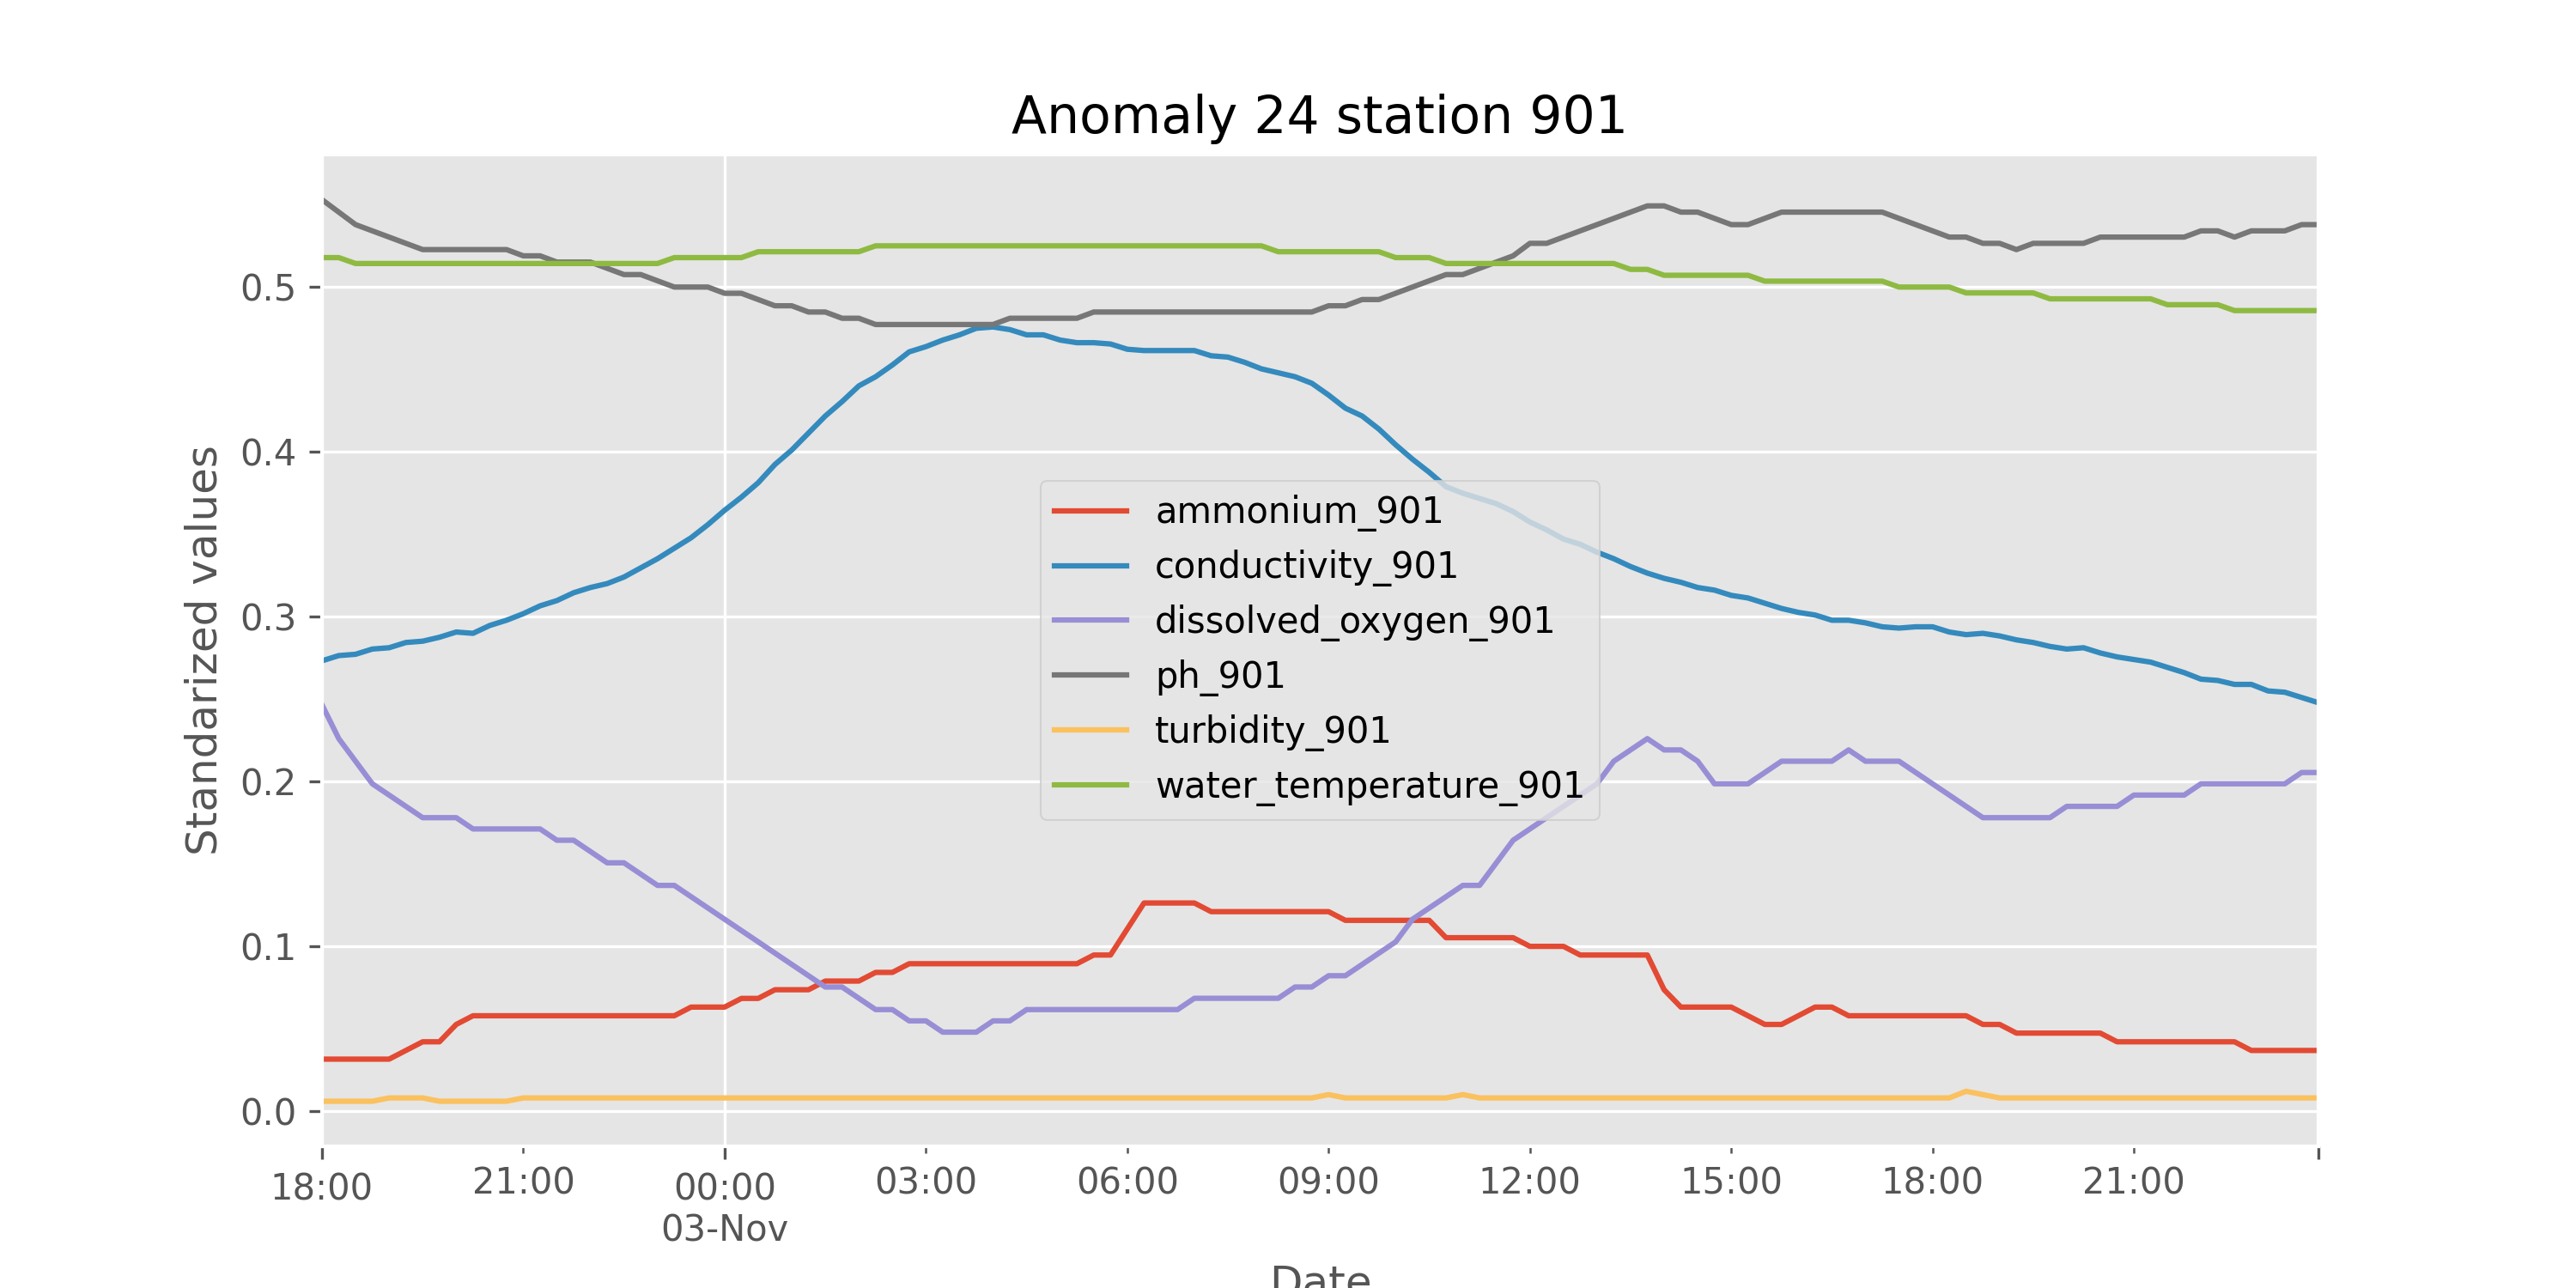 Anomaly 24 station 901
Standarized values
0.5
0.4
0.3
0.2
0.1
0.0
ammonium_901
conductivity_901
dissolved_oxygen_901
ph_901
turbidity_901
water_temperature_901
18:00 21:00 00:00 03:00 06:00 09:00 12:00 15:00 18:00 21:00
03-Nov
Date